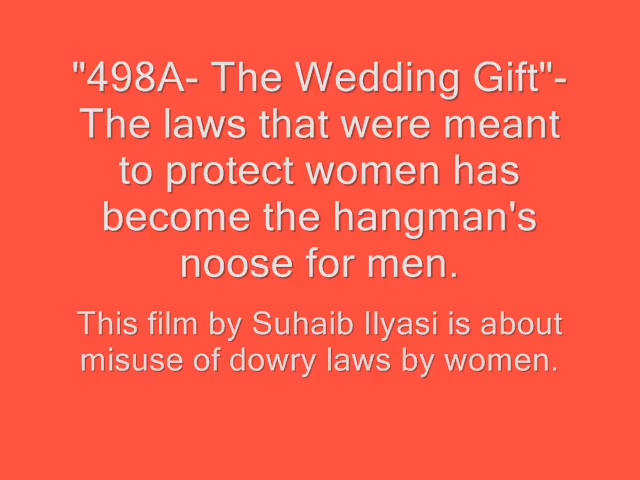 "498A- The Wedding Gift"-
The laws that were meant
to protect women has
become the hangman's
noose for men.
This film by Suhaib Ilyasi is about
misuse of dowry laws by women.